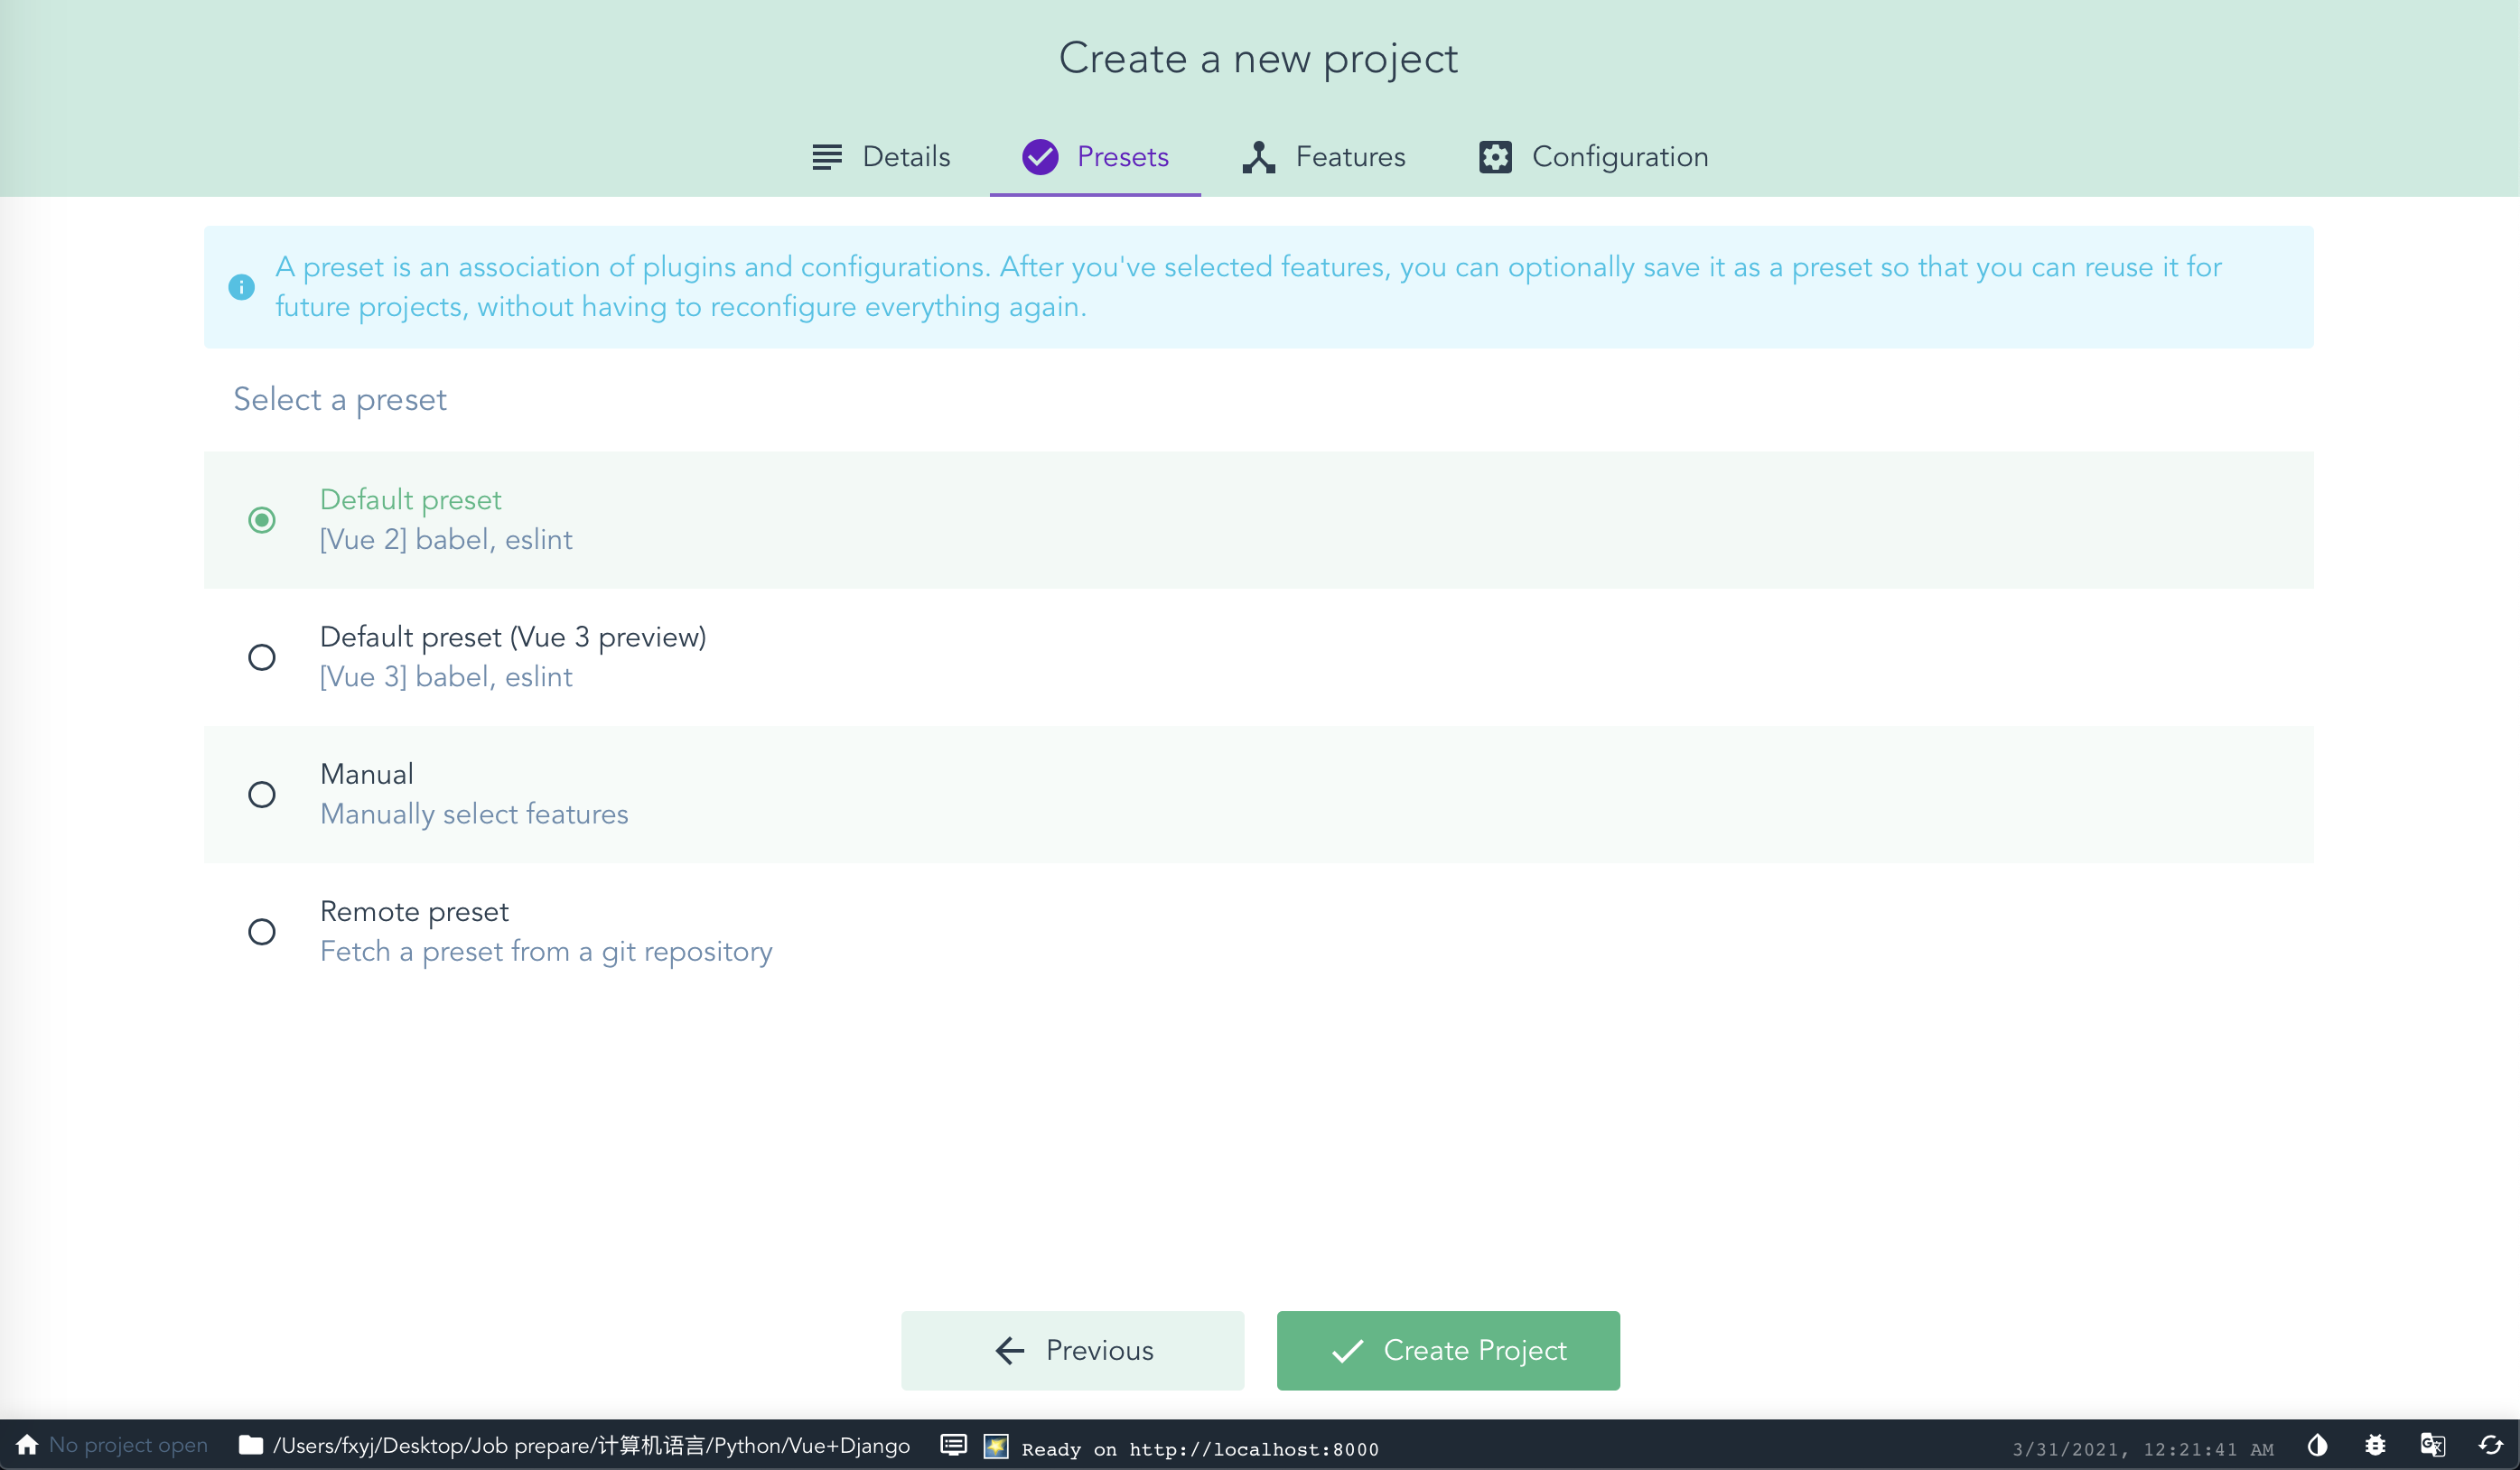 Create a new project
Details
Presets
Features
Configuration
A preset is an association of plugins and configurations. After you've selected features, you can optionally save it as a preset so that you can reuse it for
future projects, without having to reconfigure everything again.
Select a preset
Default preset
[Vue 2] babel, eslint
Default preset (Vue 3 preview)
[Vue 3] babel, eslint
Manual
Manually select features
Remote preset
Fetch a preset from a git repository
Previous
Create Project
No project open
/Users/fxyj/Desktop/Job prepare/计算机语言/Python/Vue+Django
Ready on http://localhost:8000
3/31/2021, 12:21:41 AM